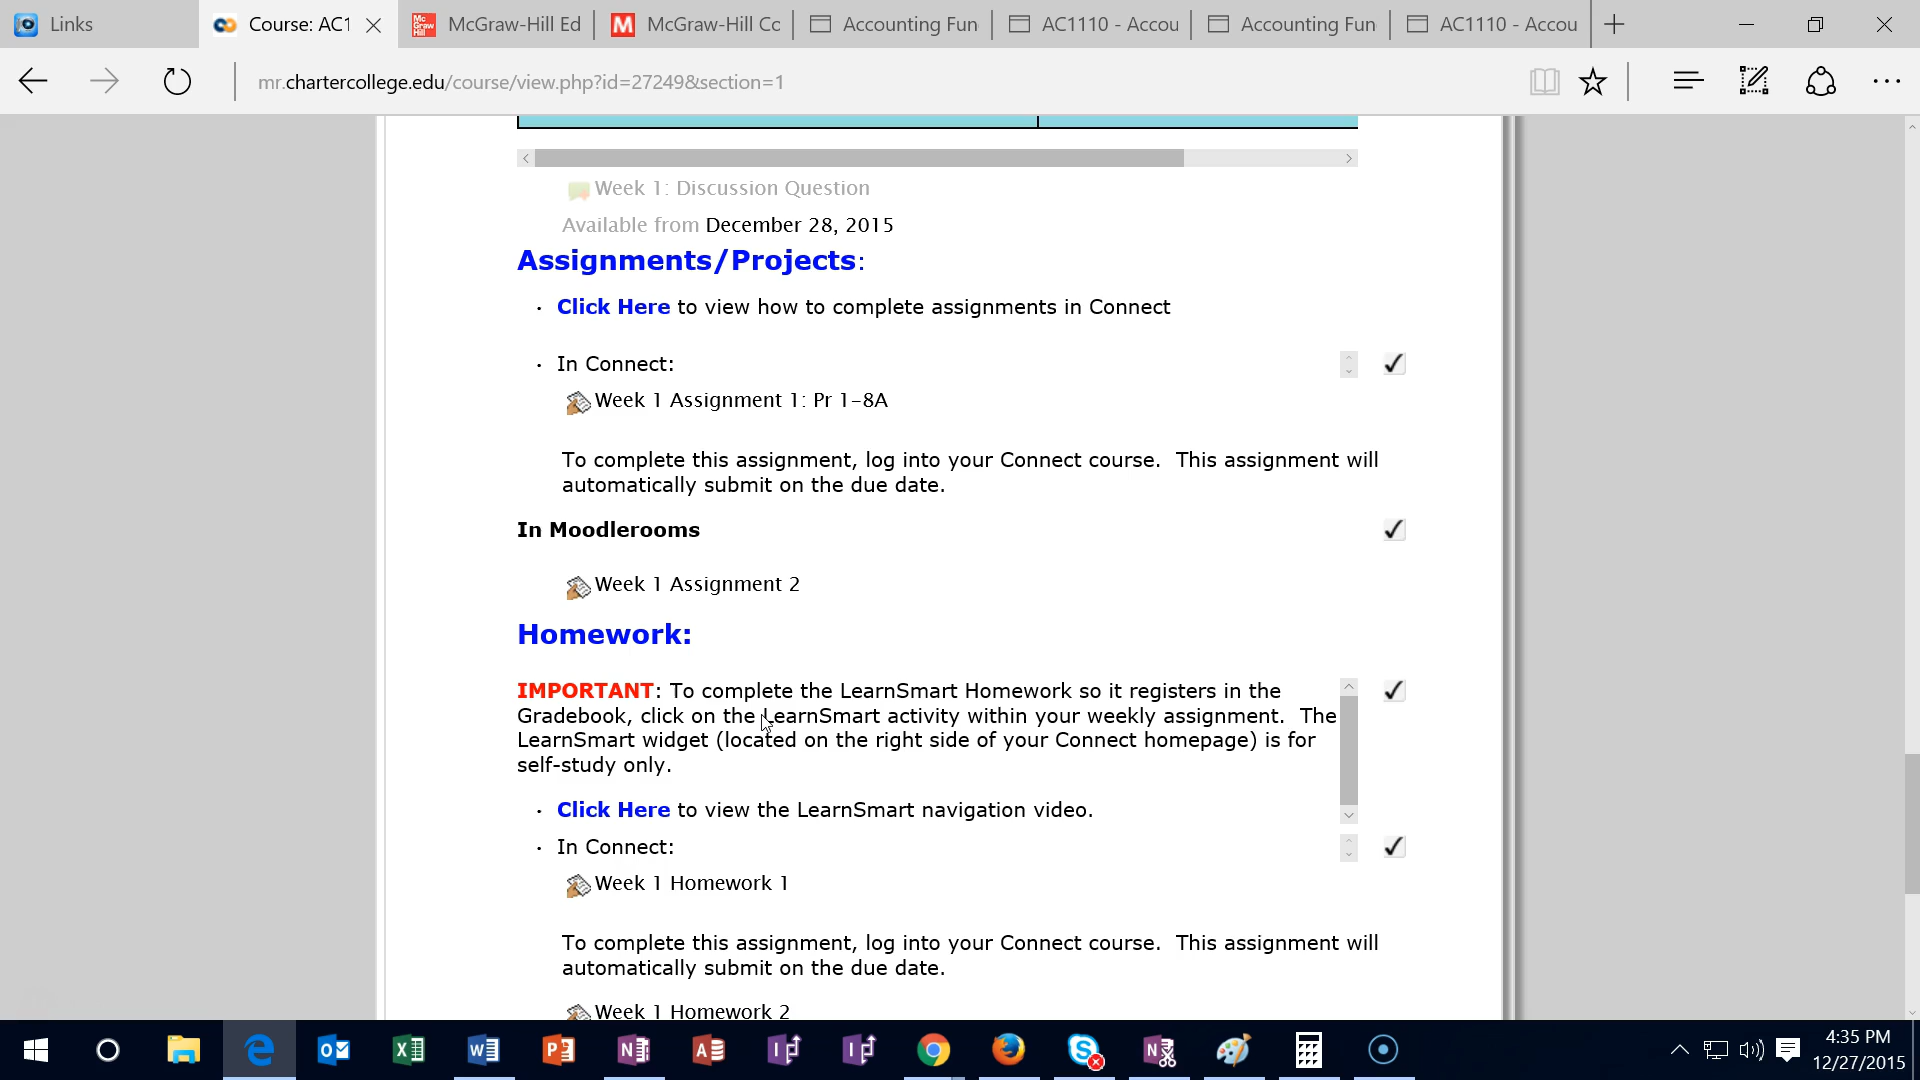 Links
Course: AC1
McGraw-Hill Ed
McGraw-Hill Cc
Accounting Fun
AC1110 - Accou
Accounting Fun
AC1110 - Accou
mr.chartercollege.edu/course/view.php?id=27249&section=1
Week 1: Discussion Question
Available from December 28, 2015
Assignments/Projects:
• Click Here to view how to complete assignments in Connect
• In Connect:
Week 1 Assignment 1: Pr 1-8A
To complete this assignment, log into your Connect course. This assignment will
automatically submit on the due date.
In Moodlerooms
Week 1 Assignment 2
Homework:
IMPORTANT: To complete the LearnSmart Homework so it registers in the
Gradebook, click on the LearnSmart activity within your weekly assignment. The
LearnSmart widget (located on the right side of your Connect homepage) is for
self-study only.
• Click Here to view the LearnSmart navigation video.
• In Connect:
Week 1 Homework 1
To complete this assignment, log into your Connect course. This assignment will
automatically submit on the due date.
Week 1 Homework 2
4:35 PM
12/27/2015